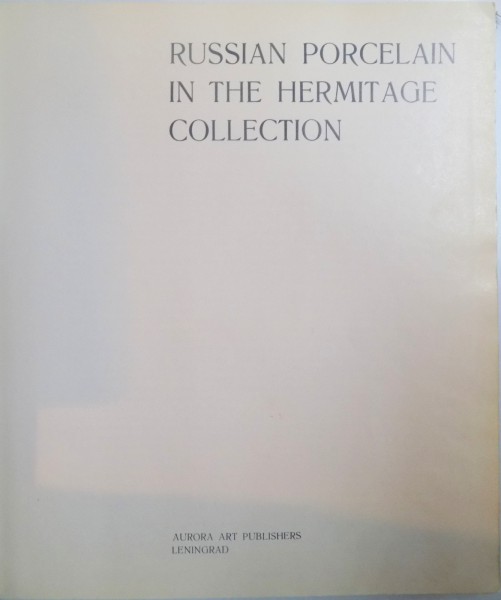 RUSSIAN PORCELAIN
IN THE HERMITAGE
COLLECTION
AURORA ART PUBLISHERS
LENINGRAD